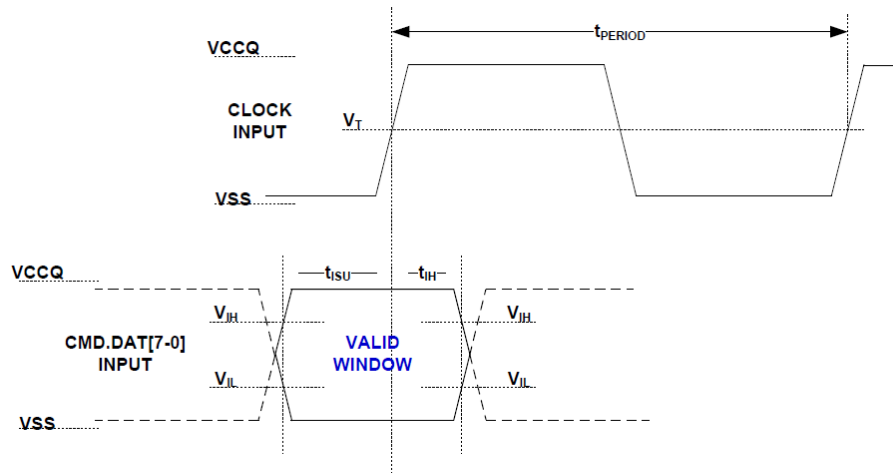 VCCQ
tPERIOD
CLOCK
INPUT
VT
VSS
VCCQ
tISU
tIH
VIH
VIH
CMD.DAT[7-0]
INPUT
VALID
WINDOW
VIL
VIL
VSS